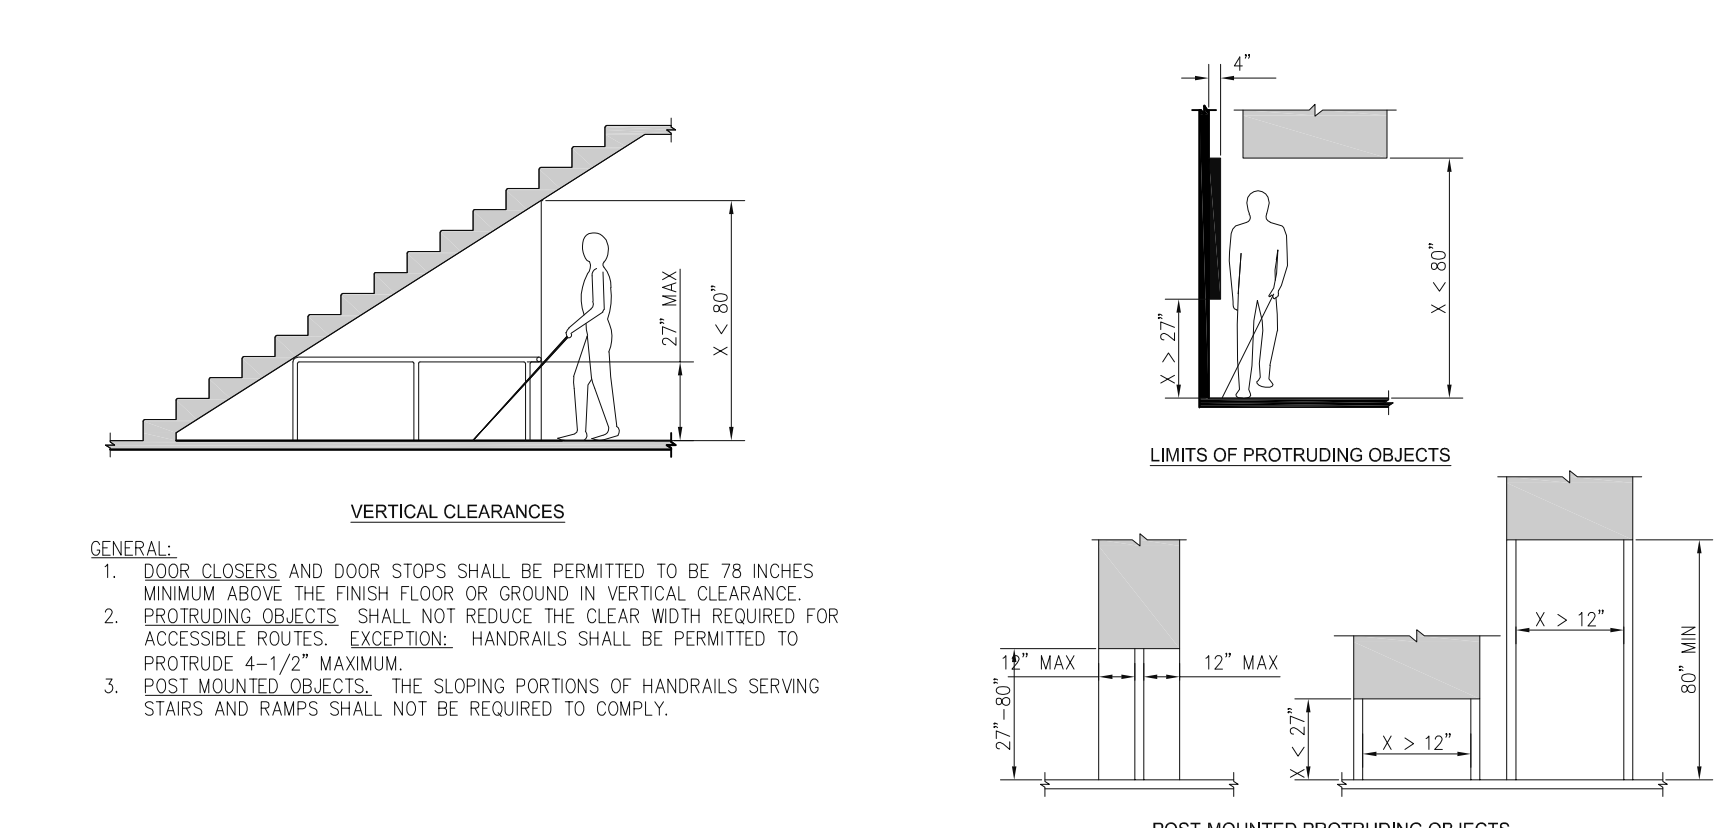 27” MAX
X < 80”
VERTICAL CLEARANCES
GENERAL:
1. DOOR CLOSERS AND DOOR STOPS SHALL BE PERMITTED TO BE 78 INCHES
MINIMUM ABOVE THE FINISH FLOOR OR GROUND IN VERTICAL CLEARANCE.
2. PROTRUDING OBJECTS SHALL NOT REDUCE THE CLEAR WIDTH REQUIRED FOR
ACCESSIBLE ROUTES. EXCEPTION: HANDRAILS SHALL BE PERMITTED TO
PROTRUDE 4-1/2” MAXIMUM.
3. POST MOUNTED OBJECTS. THE SLOPING PORTIONS OF HANDRAILS SERVING
STAIRS AND RAMPS SHALL NOT BE REQUIRED TO COMPLY.
4”
X > 27”
X < 80”
LIMITS OF PROTRUDING OBJECTS
12” MAX
12” MAX
27”-80”
X < 27”
X > 12”
X > 12”
80” MIN
POST MOUNTED PROTRUDING OBJECTS